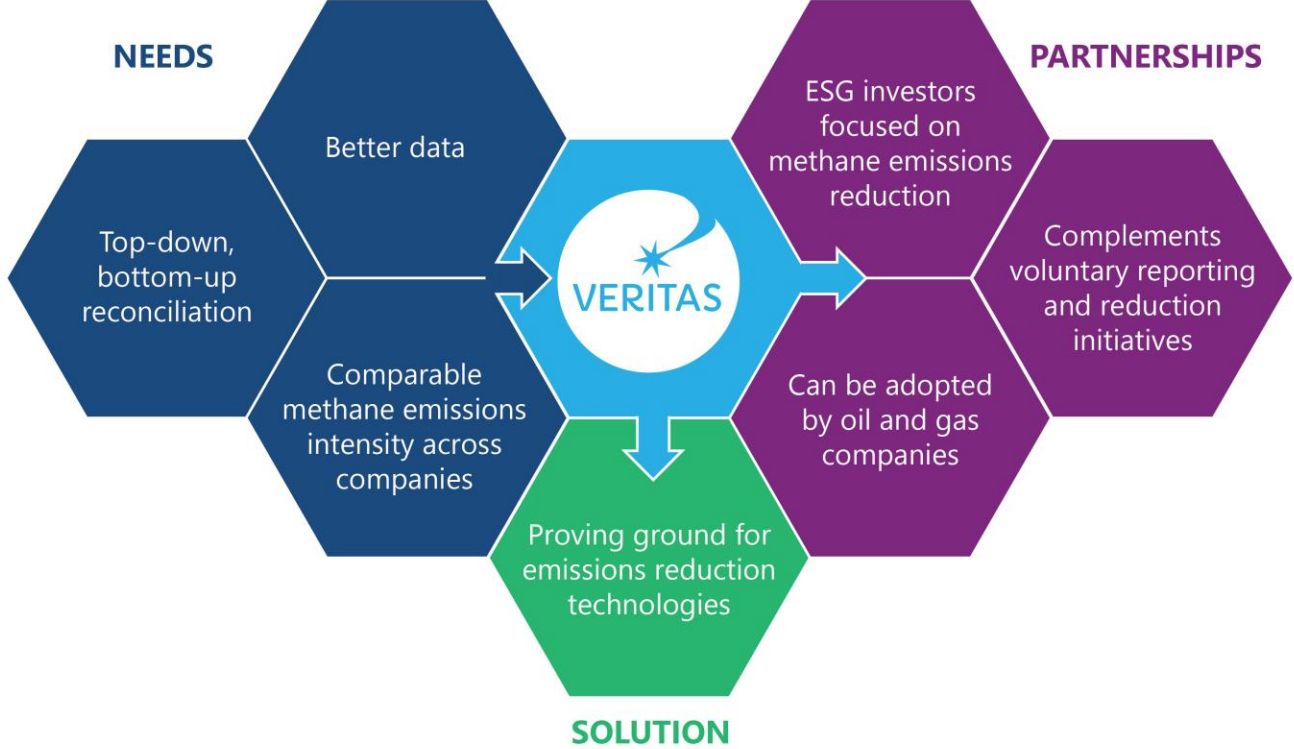 NEEDS
Better data
Top-down,
bottom-up
reconciliation
Comparable
methane emissions
intensity across
companies
VERITAS
PARTNERSHIPS
ESG investors
focused on
methane emissions
reduction
Complements
voluntary reporting
and reduction
initiatives
Can be adopted
by oil and gas
companies
Proving ground for
emissions reduction
technologies
SOLUTION